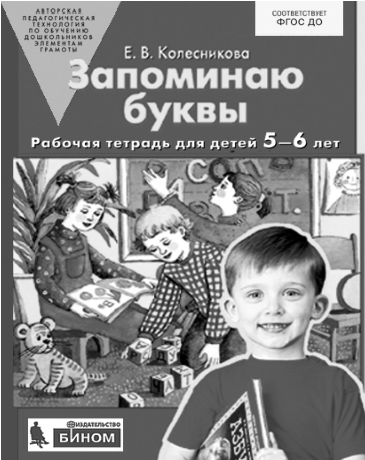 АВТОРСКАЯ
ПЕДАГОГИЧЕСКАЯ
ТЕХНОЛОГИЯ
ПО ОБУЧЕНИЮ
ДОШКОЛЬНИКОВ
ЭЛЕМЕНТАМ
ГРАМОТЫ
СООТВЕТСТВУЕТ
ФГОС ДО
Е. В. Колесникова
Запоминаю
буквы
Рабочая тетрадь для детей 5—6 лет
АЗБУ
ИЗДАТЕЛЬСТВО
БИНОМ